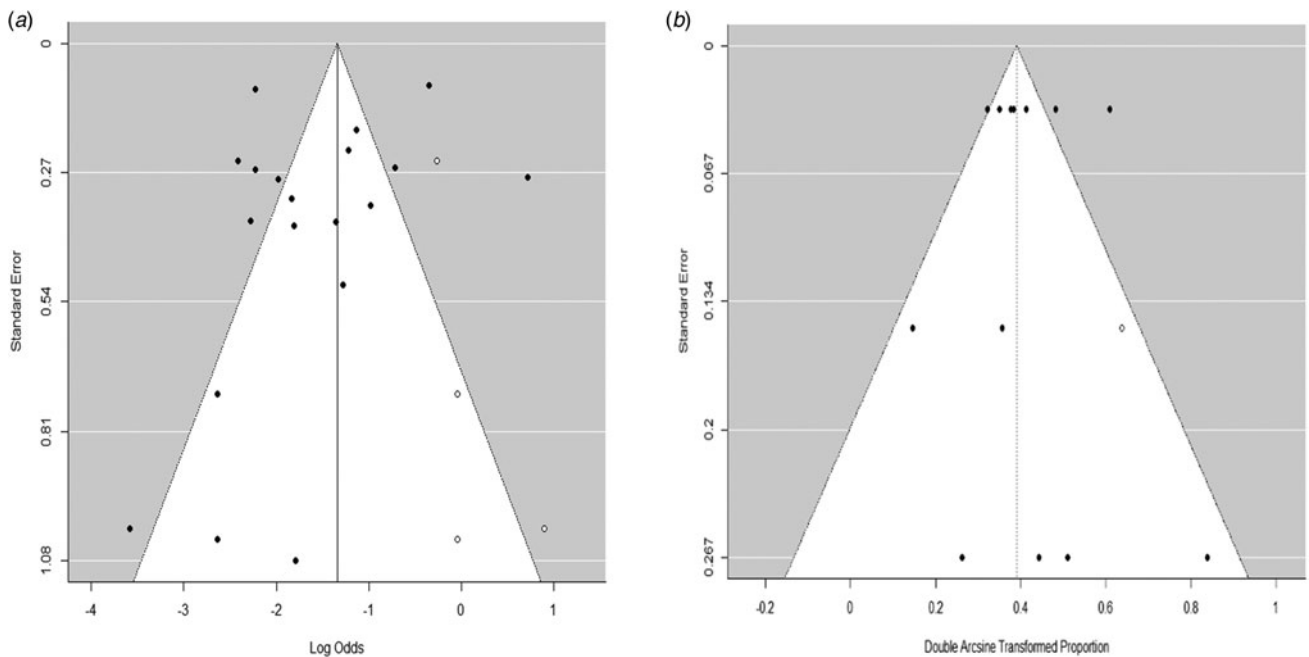 (a)
0
0.27
0.54
0.81
1.08
Standard Error
-4 -3 -2 -1 0 1
Log Odds
(b)
0
0.067
0.134
0.2
0.267
Standard Error
-0.2 0 0.2 0.4 0.6 0.8 1
Double Arcsine Transformed Proportion